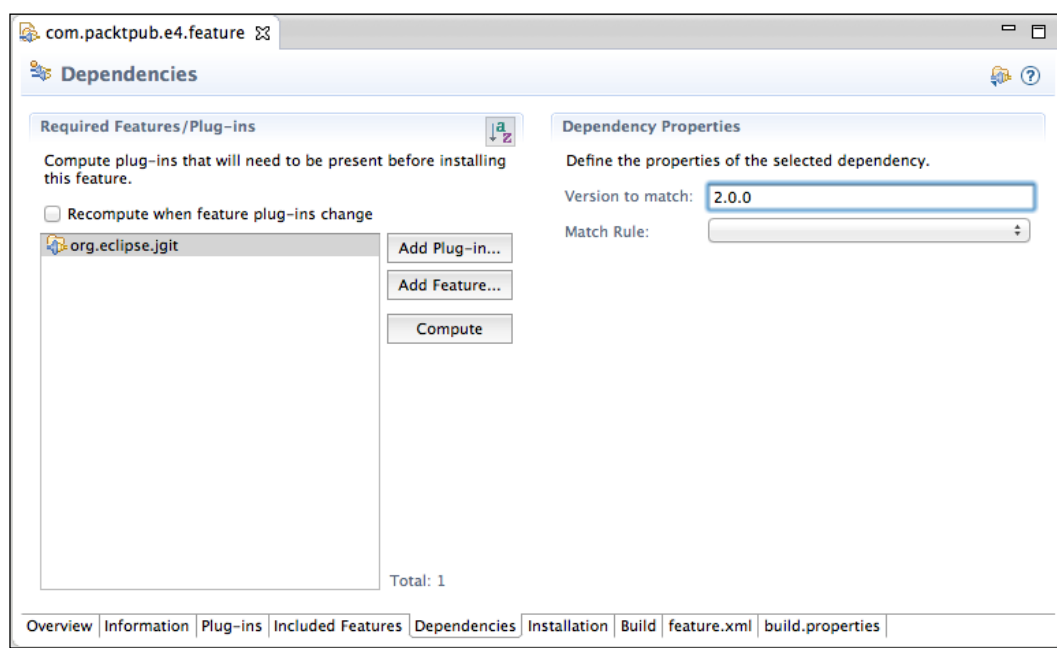 com.packtpub.e4.feature
Dependencies
Required Features/Plug-ins
a
z
Compute plug-ins that will need to be present before installing
this feature.
Recompute when feature plug-ins change
org.eclipse.jgit
Add Plug-in...
Add Feature...
Compute
Total: 1
Dependency Properties
Define the properties of the selected dependency.
Version to match: 2.0.0
Match Rule:
Overview Information Plug-ins Included Features Dependencies Installation Build feature.xml build.properties